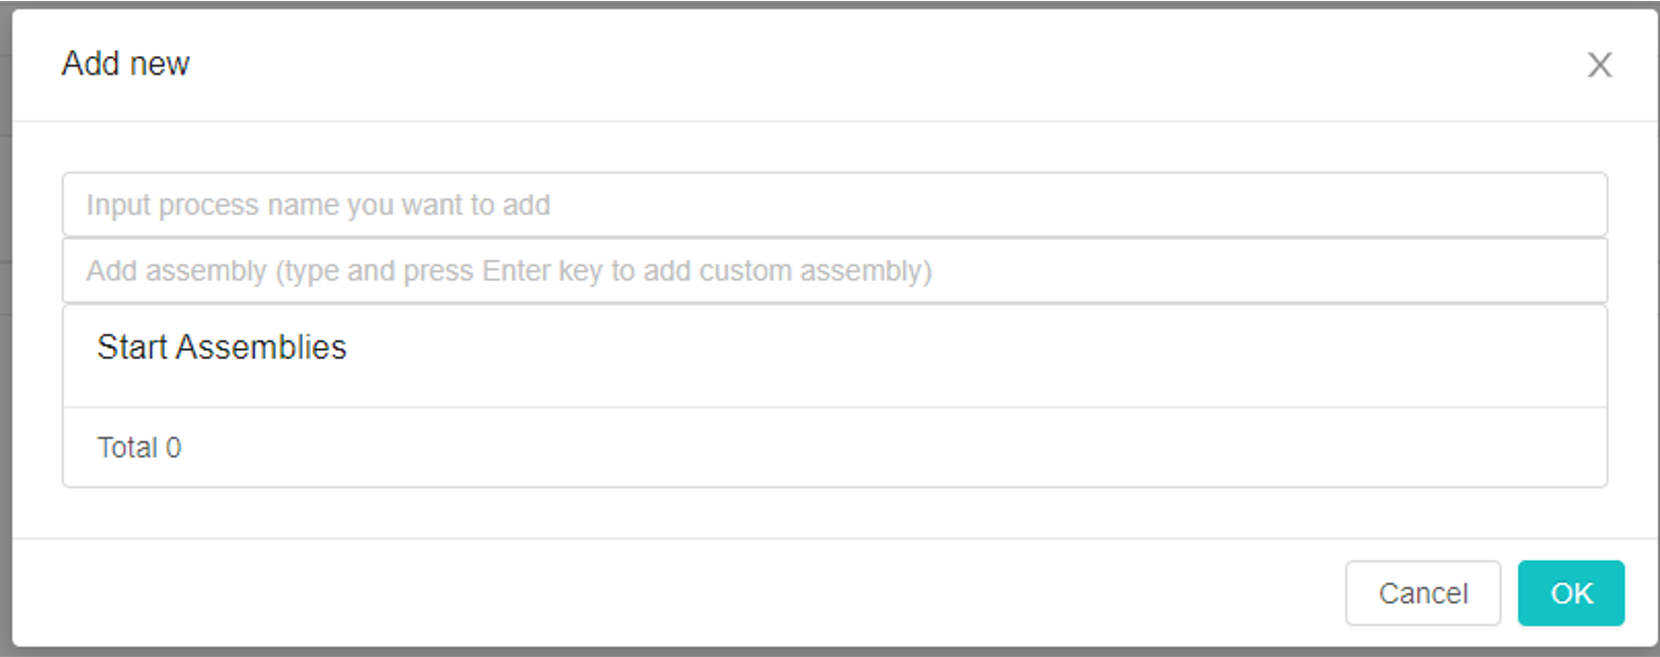 Add new
X
Input process name you want to add
Add assembly (type and press Enter key to add custom assembly)
Start Assemblies
Total 0
Cancel OK